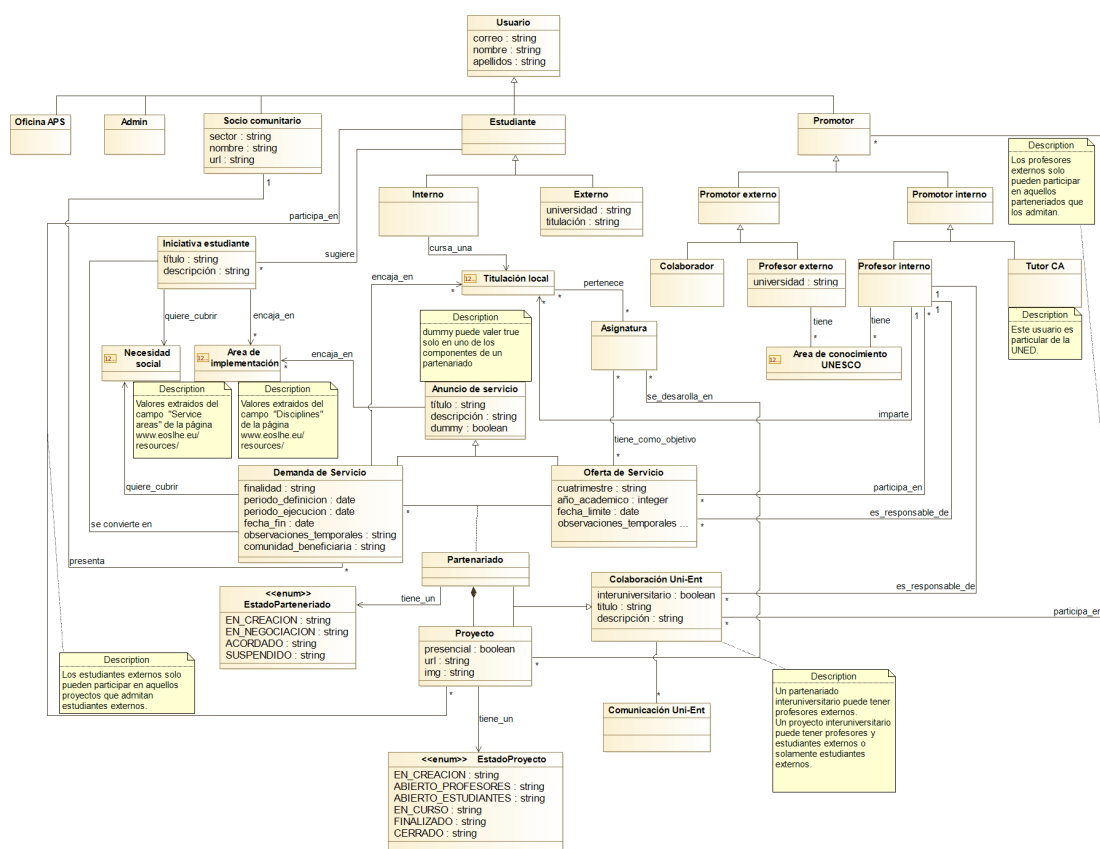 Usuario
correo : string
nombre : string
apellidos : string
Oficina APS
Admin
Socio comunitario
sector : string
nombre : string
url : string
1
Estudiante
Promotor
*
Description
Los profesores
externos solo
pueden participar
en aquellos
parteneriados que
los admitan.
participa_en
Interno
Externo
universidad : string
titulación : string
Promotor externo
Promotor interno
cursa_una
Iniciativa estudiante
título : string
descripción : string
*
sugiere
Colaborador
Profesor externo
universidad : string
Profesor interno
Tutor CA
encaja_en
*
Titulación local
*
*
pertenece
*
1
1
1
*
Description
Este usuario es
particular de la
UNED.
quiere_cubrir
encaja_en
*
Description
dummy puede valer true
solo en uno de los
componentes de un
partenariado
Asignatura
*
*
tiene
*
tiene
*
Area de conocimiento
UNESCO
Necesidad
social
Area de
implementación
*
encaja_en
Description
Valores extraidos del
campo "Service
areas" de la página
www.eoslhe.eu/
resources/
Description
Valores extraidos del
campo "Disciplines"
de la página
www.eoslhe.eu/
resources/
Anuncio de servicio
título : string
descripción : string
dummy : boolean
se_desarolla_en
imparte
tiene_como_objetivo
*
Demanda de Servicio
finalidad : string
periodo_definicion : date
periodo_ejecucion : date
fecha_fin : date
observaciones_temporales : string
comunidad_beneficiaria : string
*
*
Oferta de Servicio
cuatrimestre : string
año_academico : integer
fecha_limite : date
observaciones_temporales ...
*
*
*
quiere_cubrir
participa_en
se convierte en
es_responsable_de
presenta
Partenariado
tiene_un
<<enum>>
EstadoParteneriado
EN_CREACION : string
EN_NEGOCIACION : string
ACORDADO : string
SUSPENDIDO : string
Colaboración Uni-Ent
interuniversitario : boolean
titulo : string
descripción : string
*
*
es_responsable_de
participa_en
Proyecto
presencial : boolean
url : string
img : string
*
*
Description
Los estudiantes externos solo
pueden participar en aquellos
proyectos que admitan
estudiantes externos.
*
Comunicación Uni-Ent
Description
Un partenariado
interuniversitario puede tener
profesores externos.
Un proyecto interuniversitario
puede tener profesores y
estudiantes externos o
solamente estudiantes
externos.
tiene_un
<<enum>> EstadoProyecto
EN_CREACION : string
ABIERTO_PROFESORES : string
ABIERTO_ESTUDIANTES : string
EN_CURSO : string
FINALIZADO : string
CERRADO : string